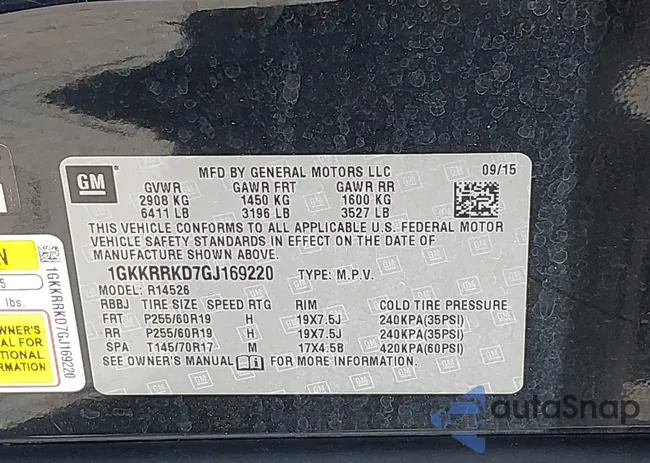 GM
MFD BY GENERAL MOTORS LLC 09/15
GVWR GAWR FRT GAWR RR
2908 KG 1450 KG 1600 KG
6411 LB 3196 LB 3527 LB
THIS VEHICLE CONFORMS TO ALL APPLICABLE U.S. FEDERAL MOTOR
VEHICLE SAFETY STANDARDS IN EFFECT ON THE DATE OF
MANUFACTURE SHOWN ABOVE.
1GKKRRKD7GJ169220 TYPE: M.P.V.
MODEL: R14526
RBBJ TIRE SIZE SPEED RTG RIM COLD TIRE PRESSURE
FRT P255/60R19 H 19X7.5J 240KPA(35PSI)
RR P255/60R19 H 19X7.5J 240KPA(35PSI)
SPA T145/70R17 M 17X4.5B 420KPA(60PSI)
SEE OWNER'S MANUAL FOR MORE INFORMATION.
N
5
lbs.
1GKKRRKD7GJ169220
OWNER'S
AL FOR
TIONAL
MATION
autoSnap